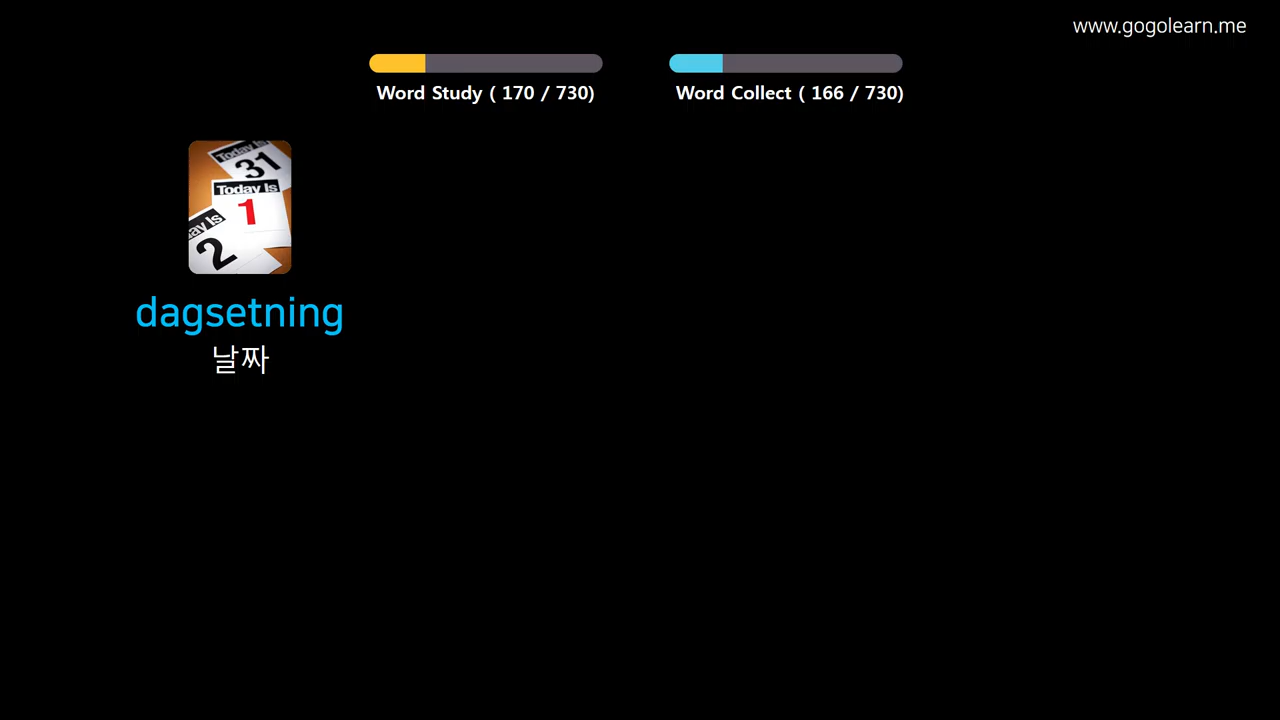 www.gogolearn.me
Word Study ( 170 / 730)
Word Collect ( 166 / 730)
Today Is
31
Today Is
1
ay Is
2
dagsetning
날짜